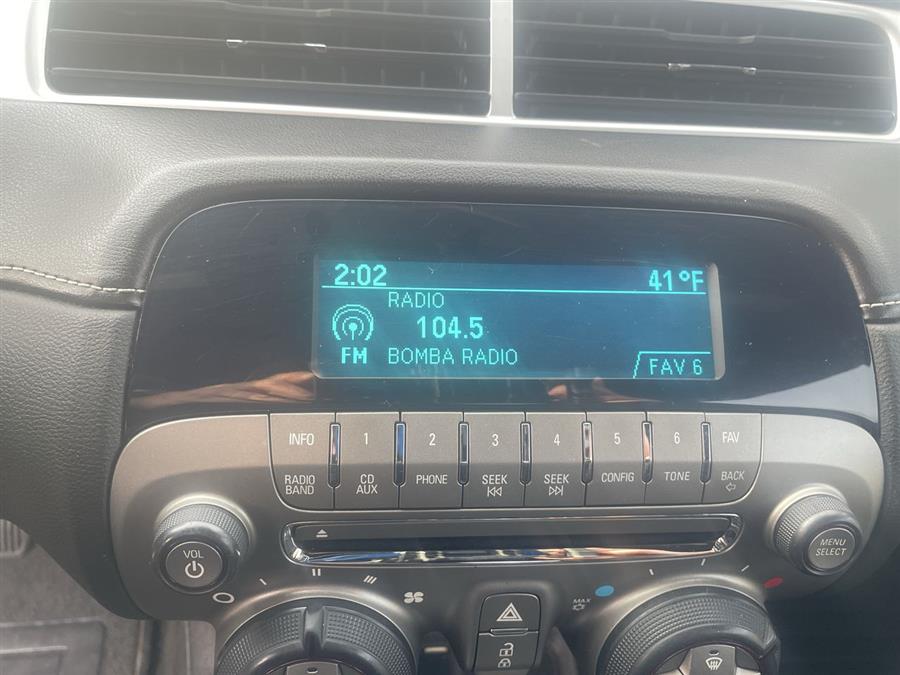 2:02 41°F
RADIO
104.5
FM BOMBA RADIO
FAV 6
INFO 1 2 3 4 5 6 FAV
RADIO BAND CD AUX PHONE SEEK SEEK CONFIG TONE BACK
VOL
MENU
SELECT
MAX